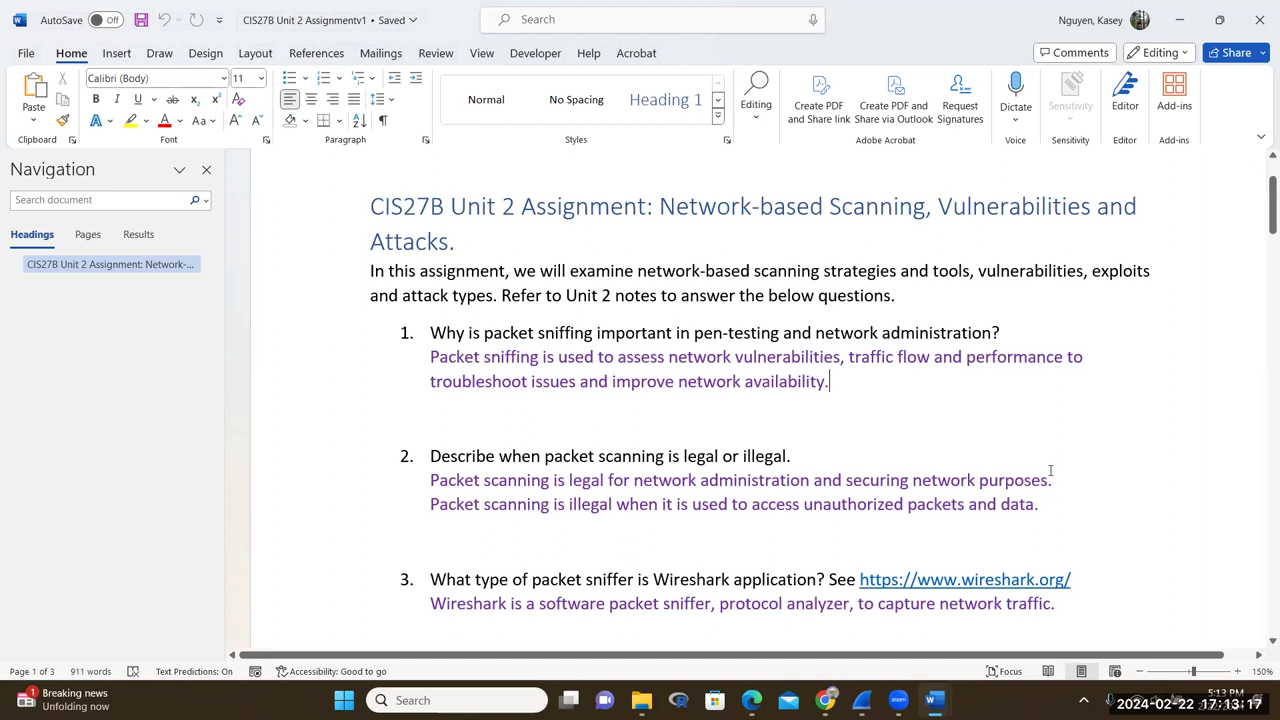 AutoSave Off CIS27B Unit 2 Assignmentv1 • Saved Search Nguyen, Kasey
File Home Insert Draw Design Layout References Mailings Review View Developer Help Acrobat Comments Editing Share
Calibri (Body) 11
Paste
Normal No Spacing Heading 1
Editing
Create PDF and Share link
Create PDF and Share via Outlook
Request Signatures
Dictate
Sensitivity
Editor
Add-ins
Clipboard Font Paragraph Styles Adobe Acrobat Voice Sensitivity Editor Add-ins
Navigation
Search document
Headings Pages Results
CIS27B Unit 2 Assignment: Network-...
CIS27B Unit 2 Assignment: Network-based Scanning, Vulnerabilities and
Attacks.
In this assignment, we will examine network-based scanning strategies and tools, vulnerabilities, exploits
and attack types. Refer to Unit 2 notes to answer the below questions.
1. Why is packet sniffing important in pen-testing and network administration?
Packet sniffing is used to assess network vulnerabilities, traffic flow and performance to
troubleshoot issues and improve network availability.
2. Describe when packet scanning is legal or illegal.
Packet scanning is legal for network administration and securing network purposes.
Packet scanning is illegal when it is used to access unauthorized packets and data.
3. What type of packet sniffer is Wireshark application? See https://www.wireshark.org/
Wireshark is a software packet sniffer, protocol analyzer, to capture network traffic.
Page 1 of 3 911 words Text Predictions: On Accessibility: Good to go Focus 150%
Breaking news
Unfolding now
Search
zoom
5:13 PM
2024-02-22 17:13:17